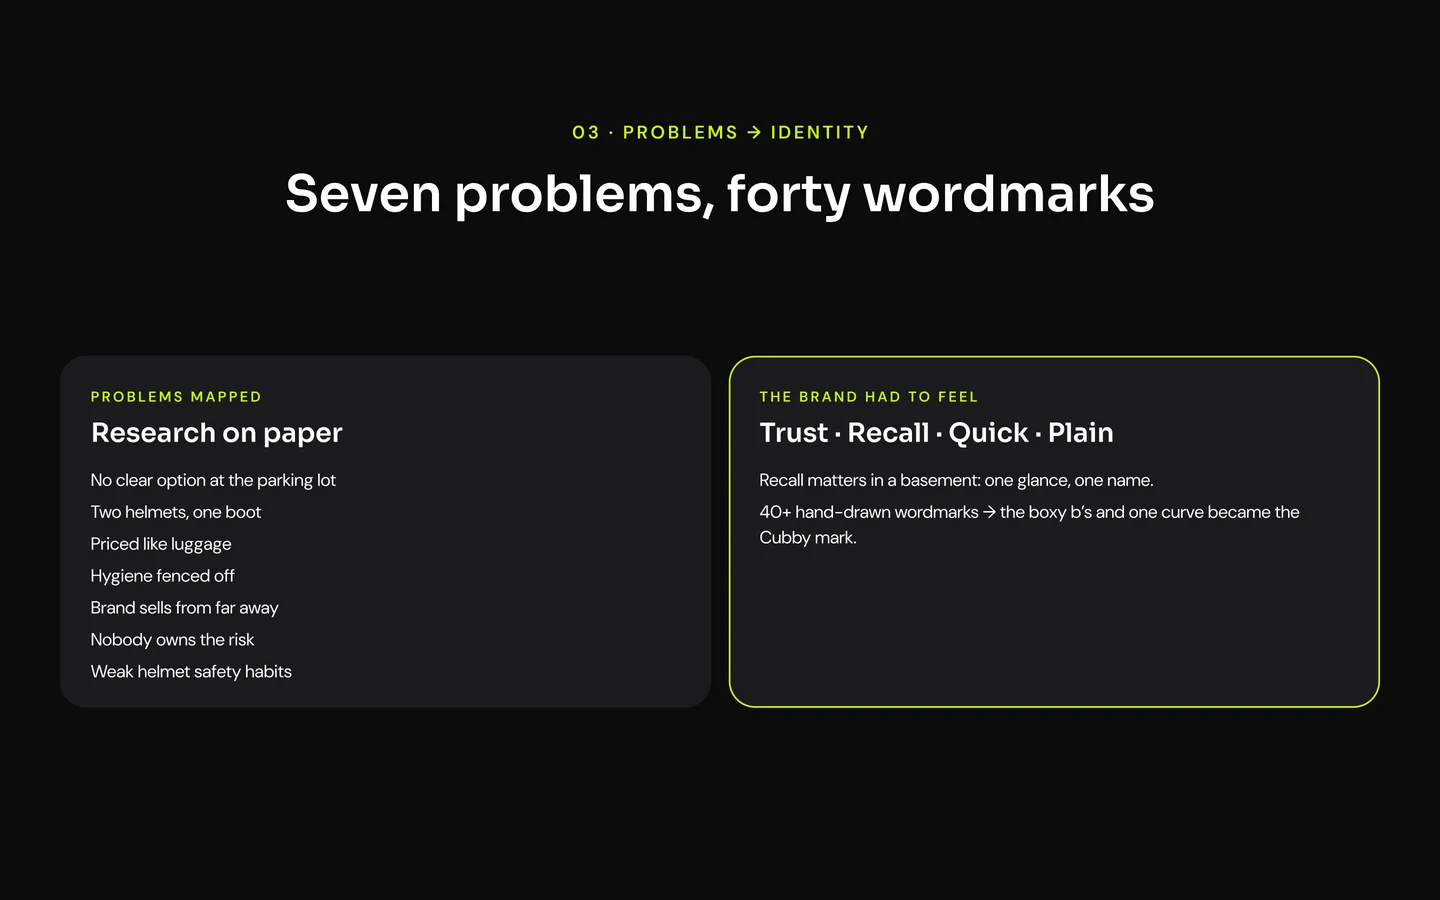 03 · PROBLEMS → IDENTITY
Seven problems, forty wordmarks
PROBLEMS MAPPED
Research on paper
No clear option at the parking lot
Two helmets, one boot
Priced like luggage
Hygiene fenced off
Brand sells from far away
Nobody owns the risk
Weak helmet safety habits
THE BRAND HAD TO FEEL
Trust · Recall · Quick · Plain
Recall matters in a basement: one glance, one name.
40+ hand-drawn wordmarks → the boxy b’s and one curve became the
Cubby mark.